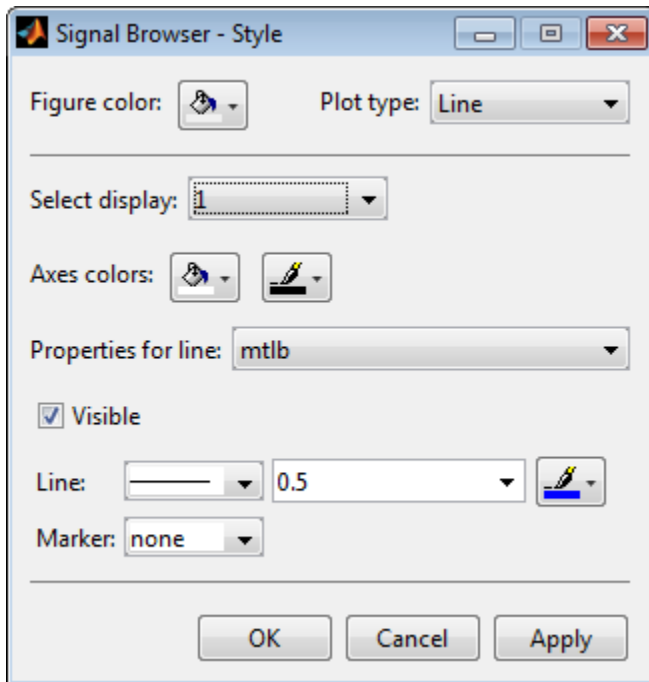 Signal Browser - Style
Figure color: Plot type: Line
Select display: 1
Axes colors:
Properties for line: mtlb
Visible
Line: 0.5
Marker: none
OK Cancel Apply